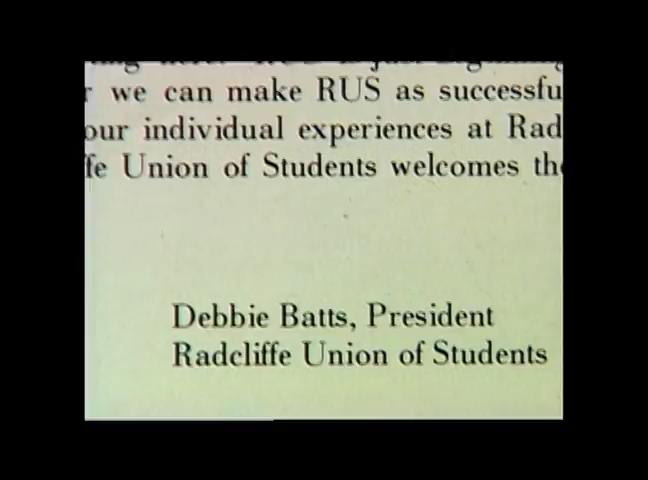 we can make RUS as successfu
our individual experiences at Rad
fe Union of Students welcomes the
Debbie Batts, President
Radcliffe Union of Students